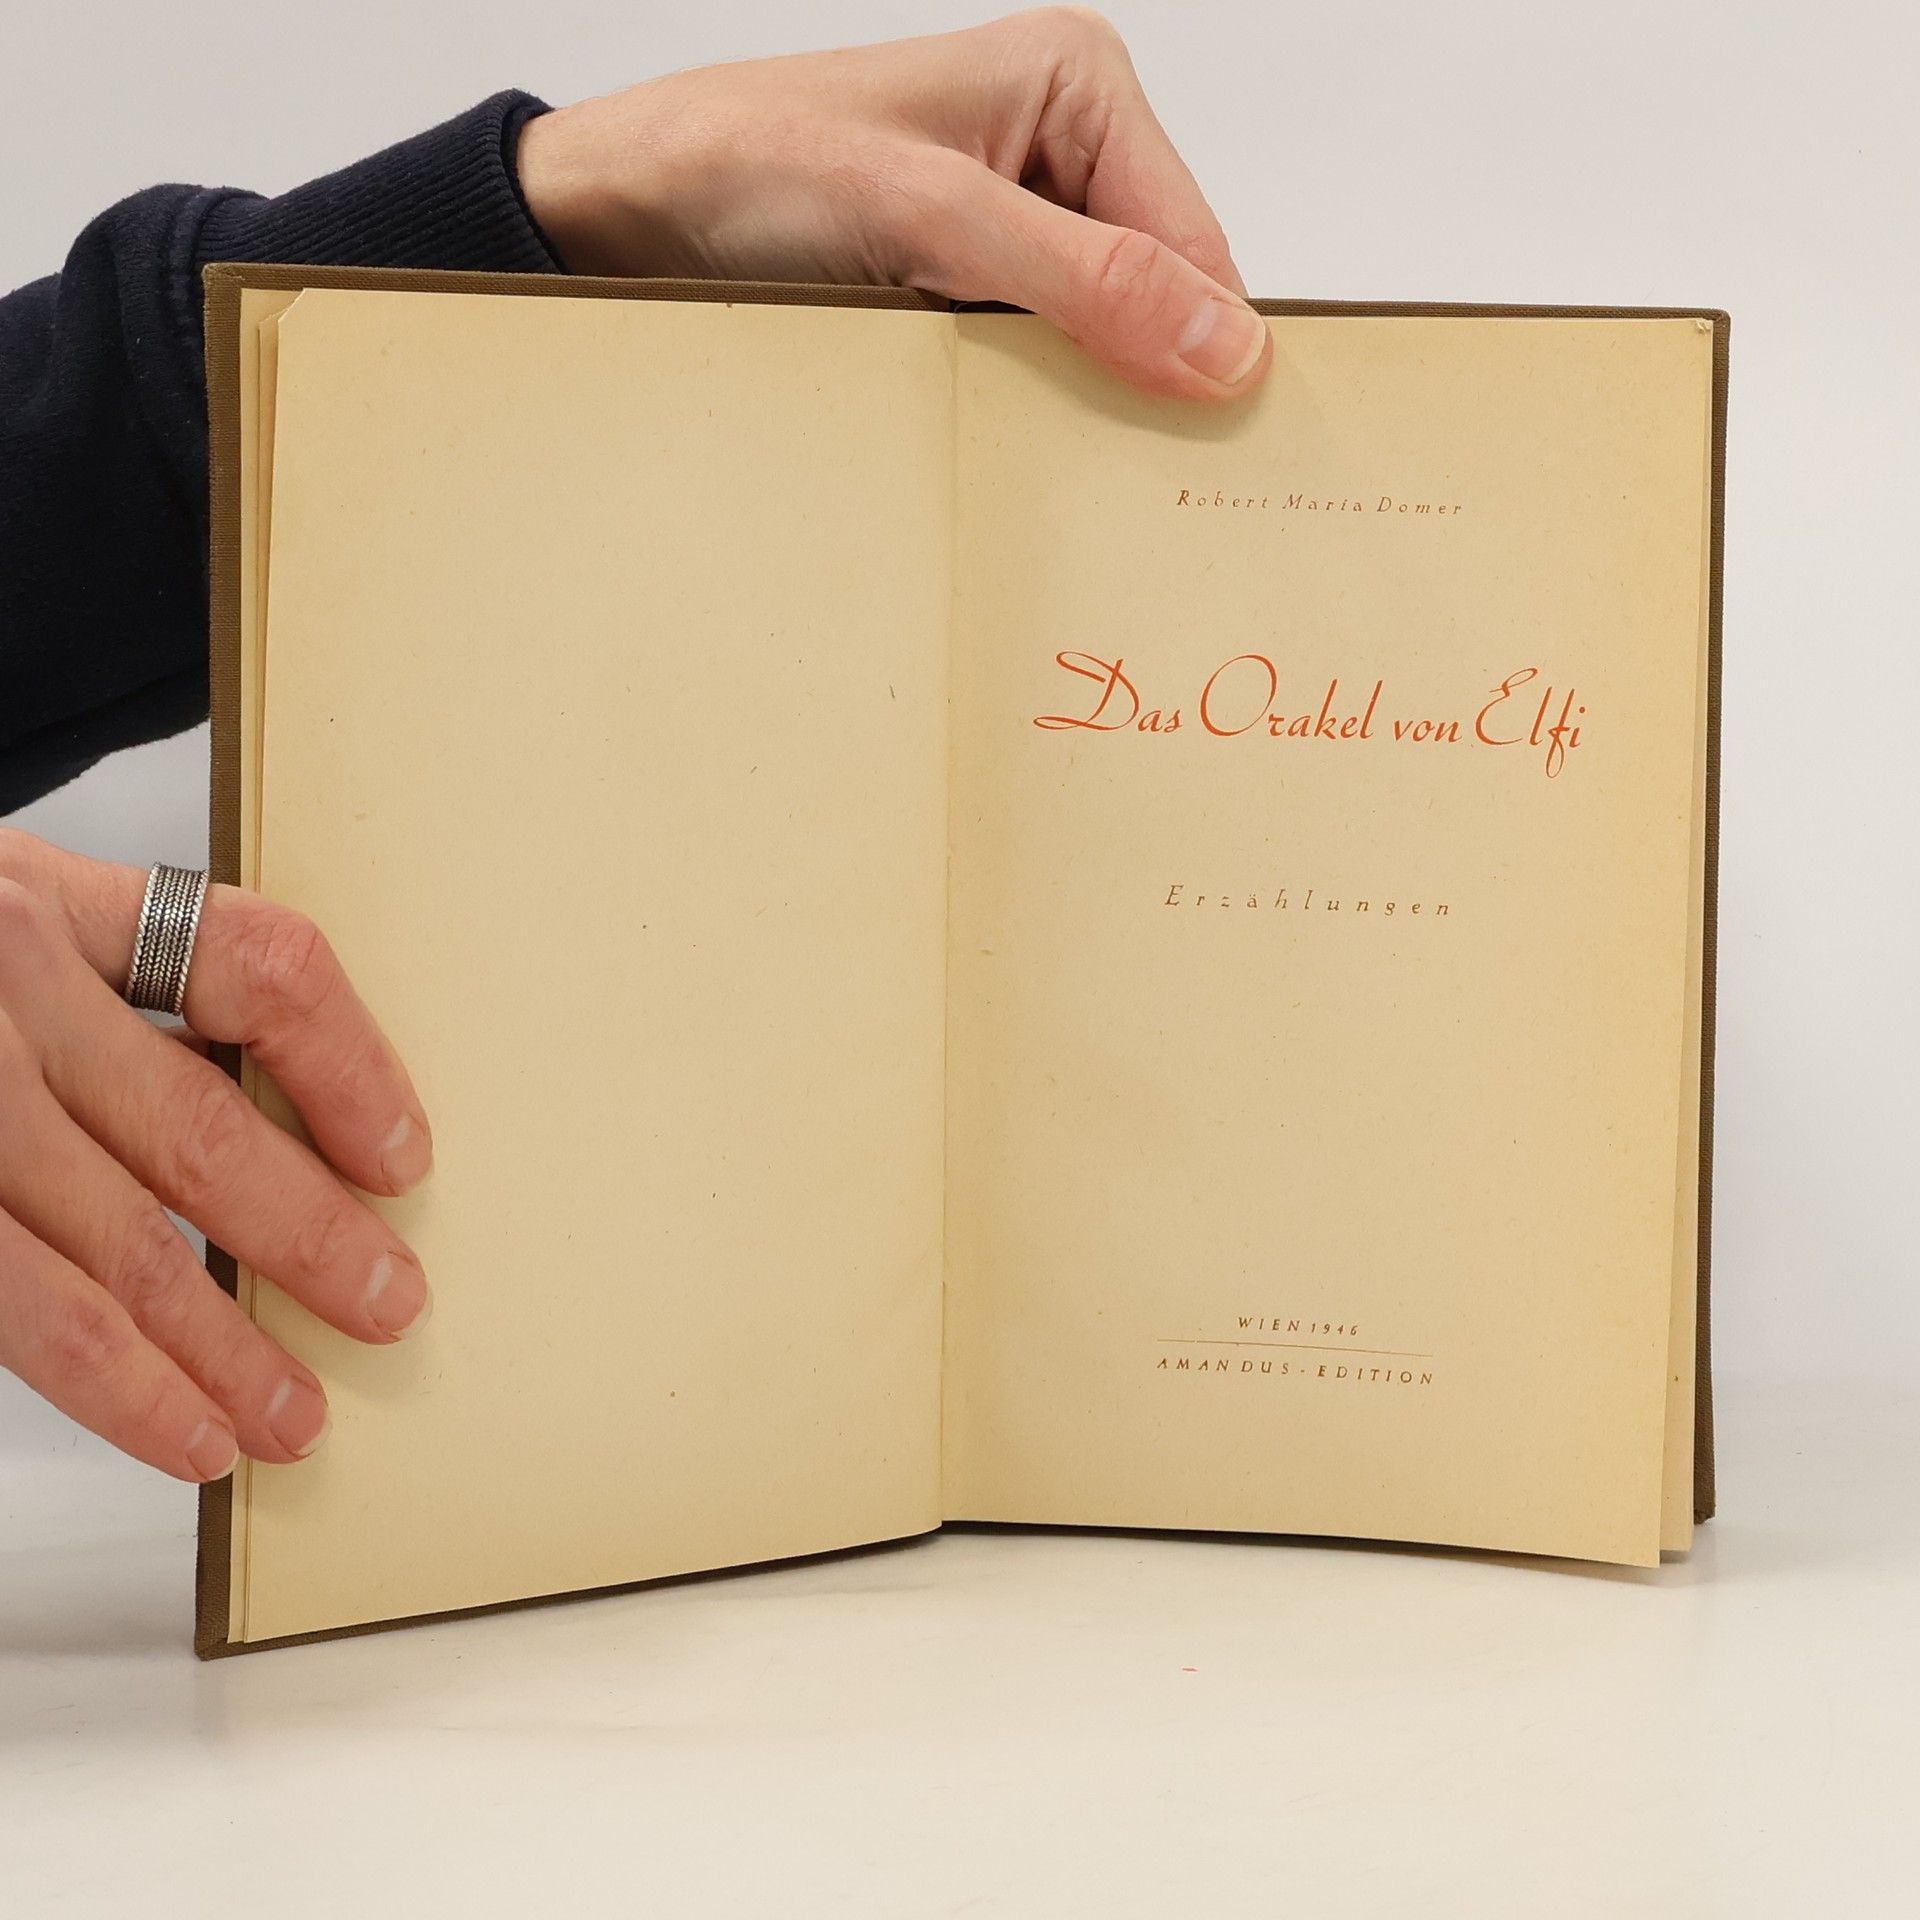 Robert Maria Domer
Das Orakel von Elfi
Erzählungen
WIEN 1946
AMANDUS-EDITION